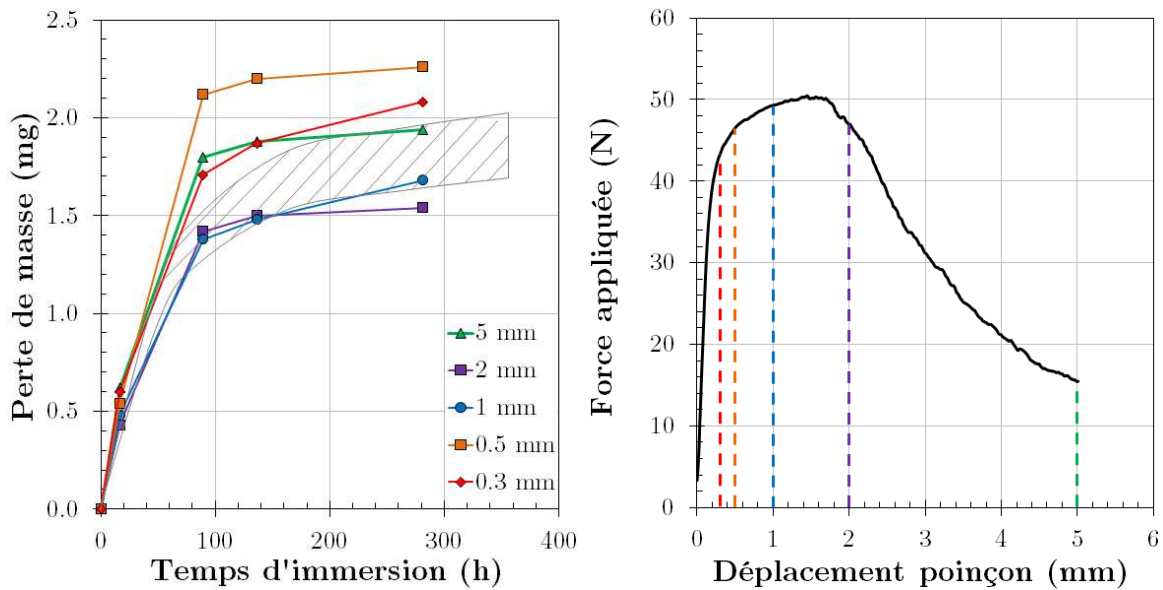 2.5
2.0
1.5
1.0
0.5
0.0
Perte de masse (mg)
5 mm
2 mm
1 mm
0.5 mm
0.3 mm
0 100 200 300 400
Temps d'immersion (h)
60
50
40
30
20
10
0
Force appliquée (N)
0 1 2 3 4 5 6
Déplacement poinçon (mm)